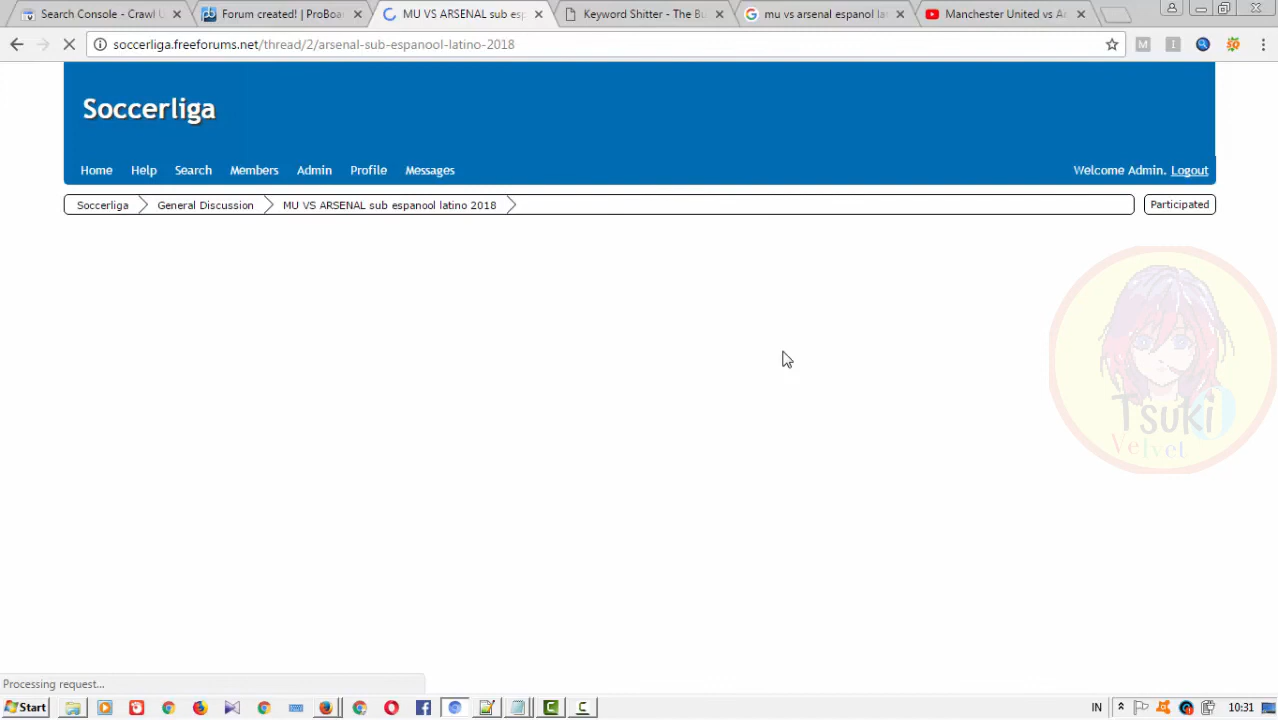 Search Console - Crawl
Forum created! | ProBoa
MU VS ARSENAL sub esp
Keyword Shitter - The Bu
mu vs arsenal espanol la
Manchester United vs A
soccerliga.freeforums.net/thread/2/arsenal-sub-espanool-latino-2018
Soccerliga
Home Help Search Members Admin Profile Messages
Welcome Admin. Logout
Soccerliga General Discussion MU VS ARSENAL sub espanool latino 2018
Participated
Tsuki
Velvet
Processing request...
Start
IN
10:31